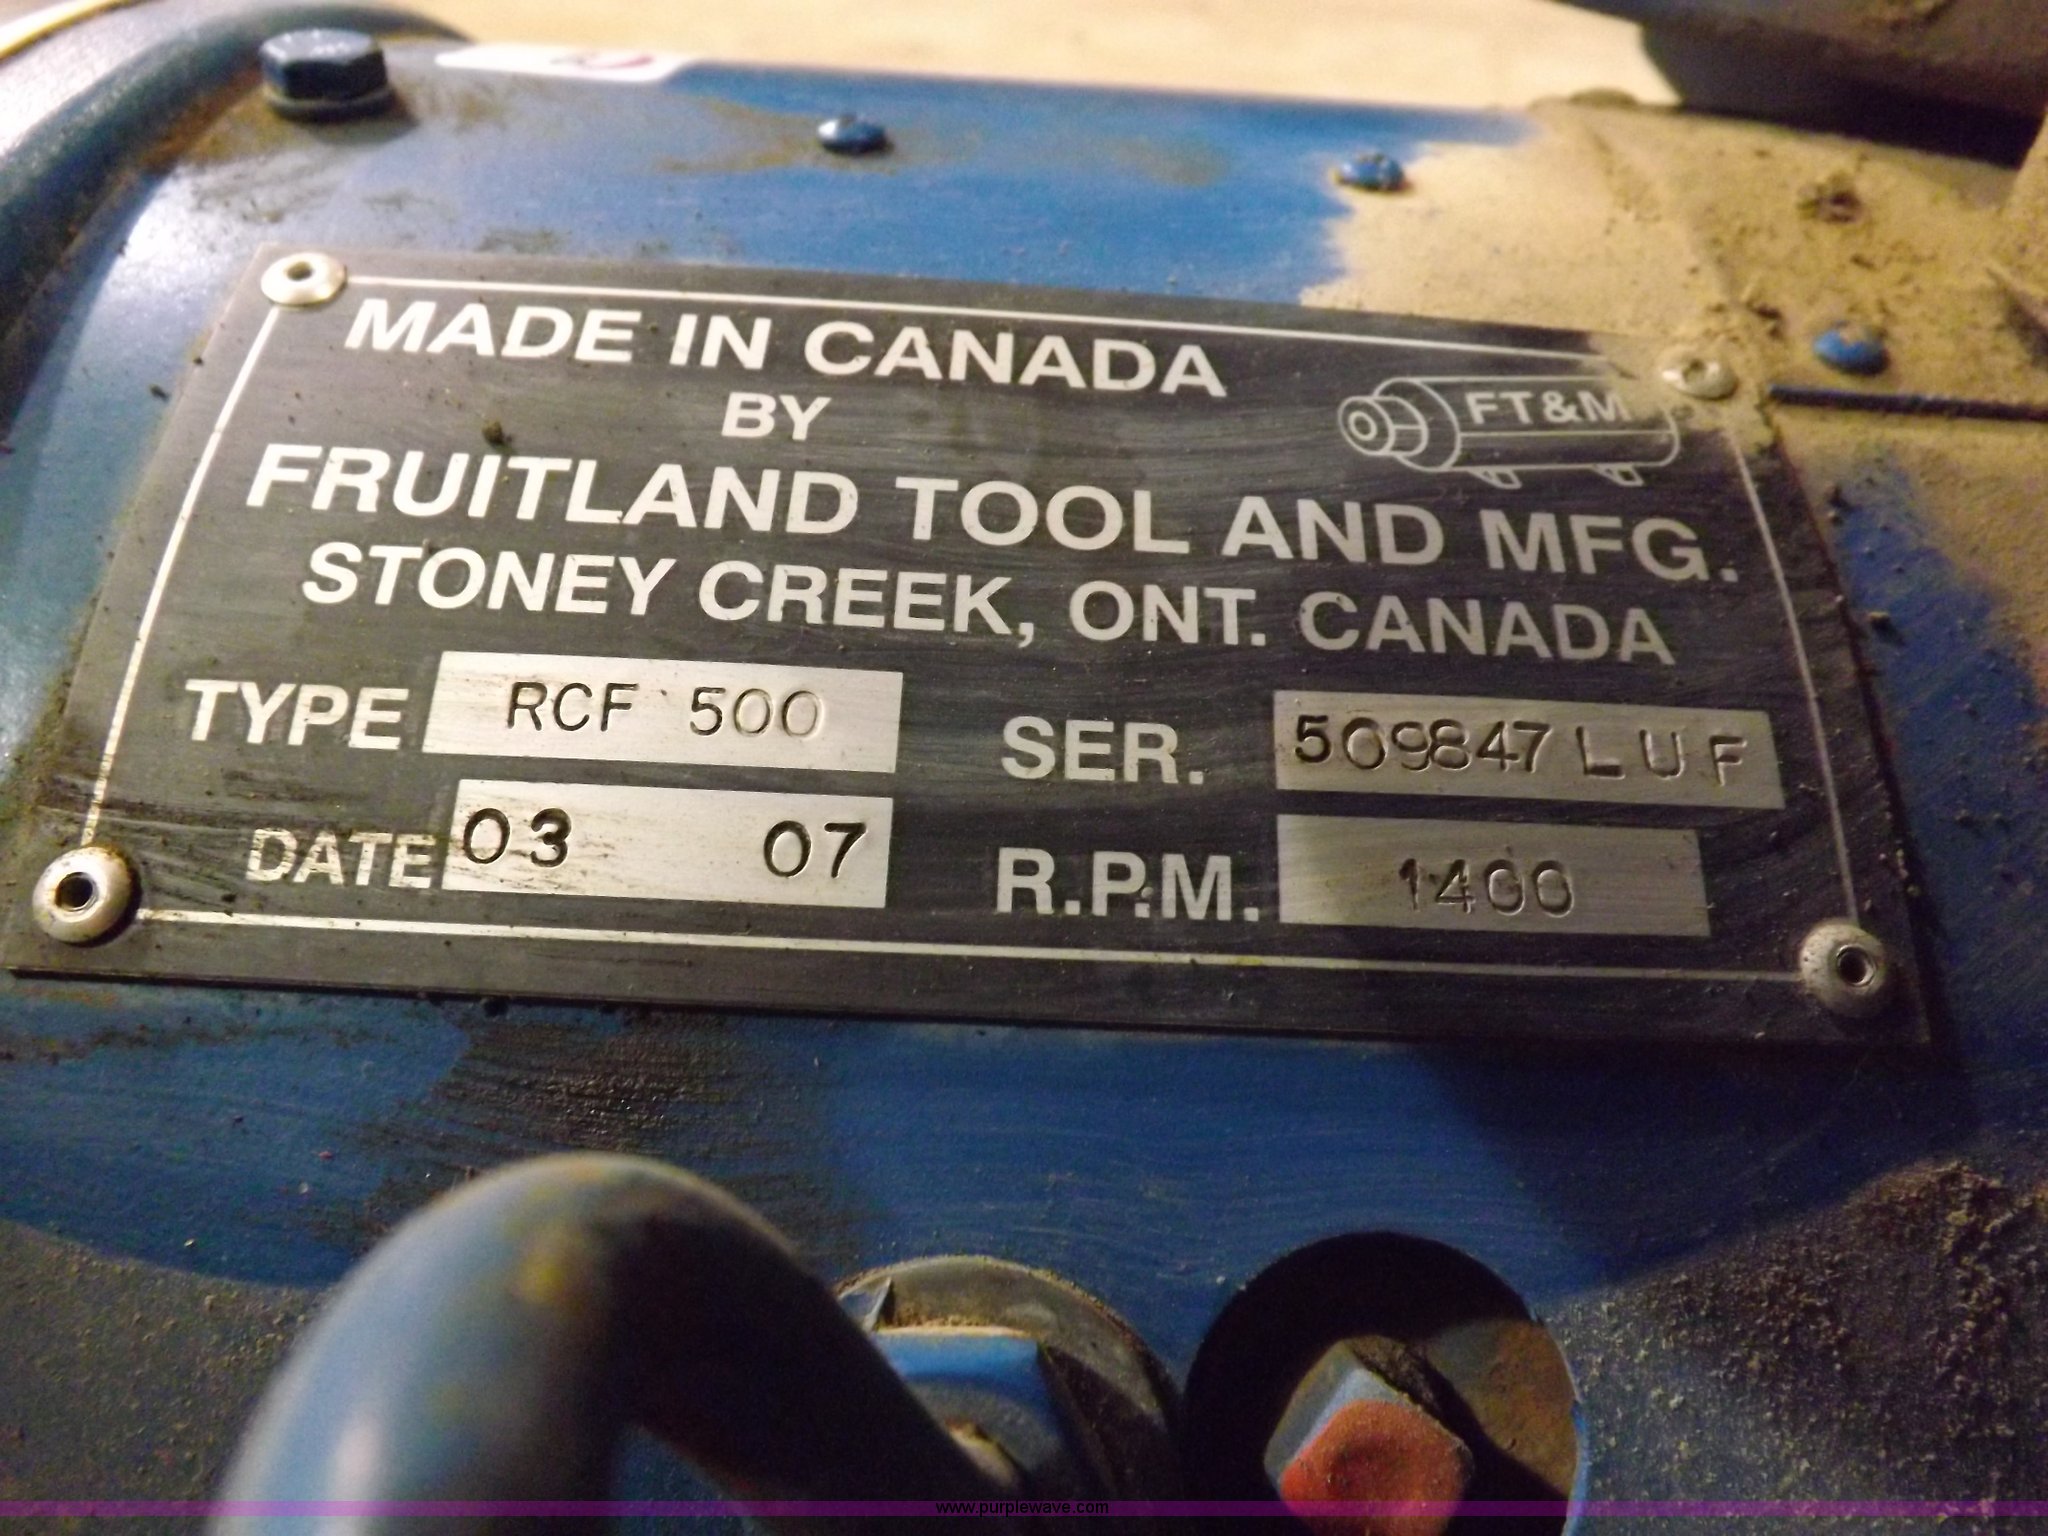 MADE IN CANADA
BY
FT&M
FRUITLAND TOOL AND MFG.
STONEY CREEK, ONT. CANADA
TYPE RCF 500 SER. 509847 LUF
DATE 03 07 R.P.M. 1400
www.purplewave.com